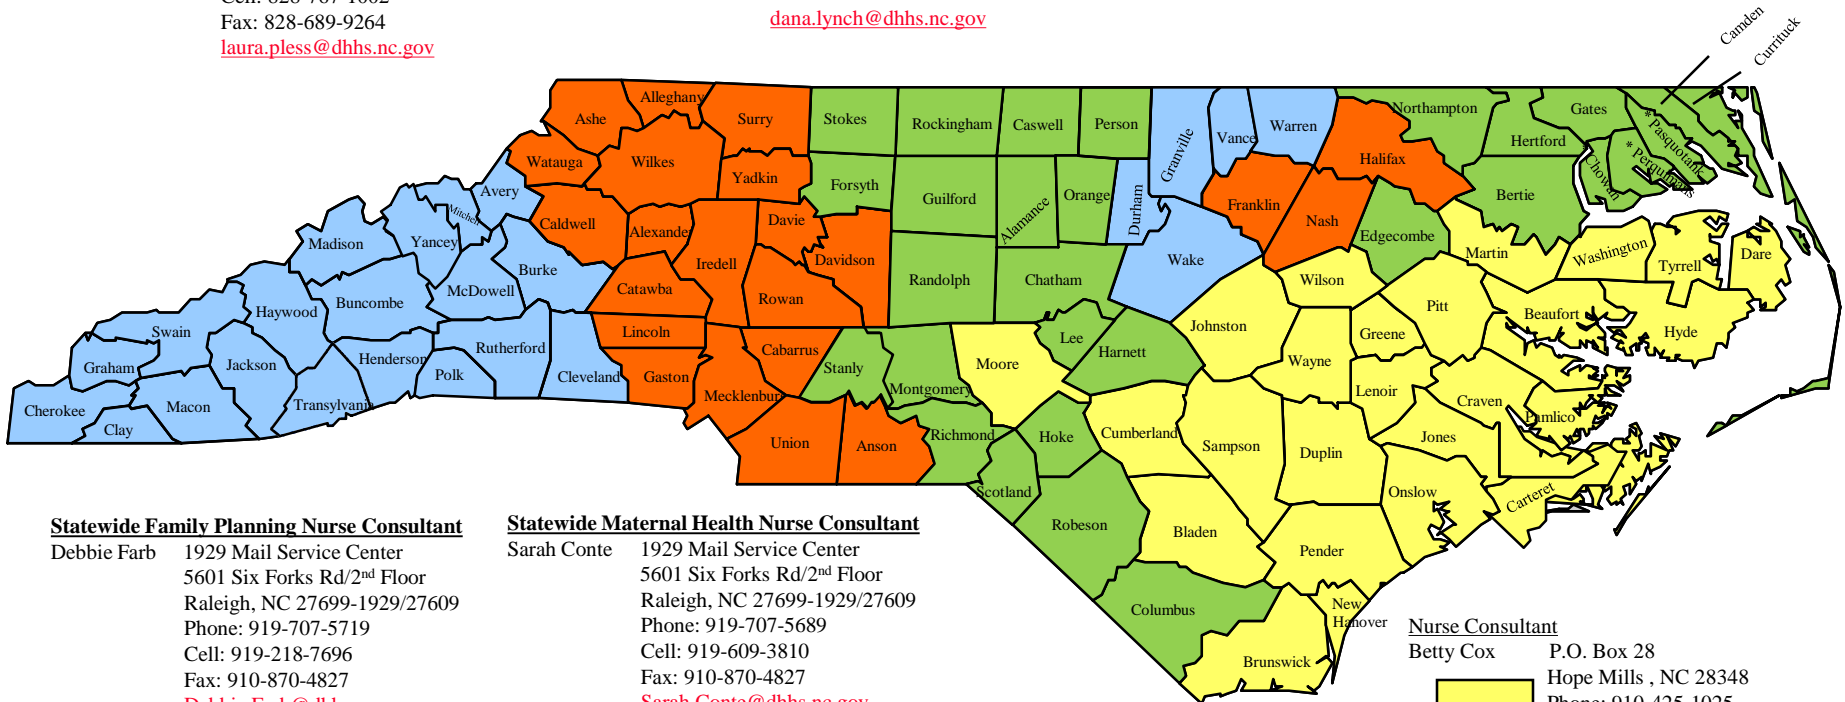 Fax: 828-689-9264
laura.pless@dhhs.nc.gov
dana.lynch@dhhs.nc.gov
Camden
Currituck
Alleghany
Ashe
Surry
Stokes
Rockingham
Caswell
Person
Granville
Vance
Warren
Northampton
Gates
Hertford
* Pasquotank
* Perquimans
Chowan
Halifax
Watauga
Wilkes
Yadkin
Forsyth
Guilford
Alamance
Orange
Durham
Franklin
Nash
Edgecombe
Bertie
Avery
Mitchell
Yancey
Madison
Caldwell
Alexander
Davie
Iredell
Davidson
Randolph
Chatham
Wake
Wilson
Martin
Washington
Tyrrell
Dare
Burke
McDowell
Buncombe
Haywood
Catawba
Rowan
Lincoln
Swain
Graham
Jackson
Henderson
Polk
Rutherford
Cleveland
Gaston
Mecklenburg
Cabarrus
Stanly
Montgomery
Moore
Lee
Harnett
Johnston
Wayne
Greene
Pitt
Beaufort
Hyde
Cherokee
Clay
Macon
Transylvania
Union
Anson
Richmond
Scotland
Hoke
Cumberland
Sampson
Duplin
Lenoir
Craven
Pamlico
Jones
Onslow
Carteret
Robeson
Bladen
Pender
Columbus
New
Hanover
Brunswick
Statewide Family Planning Nurse Consultant
Debbie Farb 1929 Mail Service Center
5601 Six Forks Rd/2nd Floor
Raleigh, NC 27699-1929/27609
Phone: 919-707-5719
Cell: 919-218-7696
Fax: 910-870-4827
Statewide Maternal Health Nurse Consultant
Sarah Conte 1929 Mail Service Center
5601 Six Forks Rd/2nd Floor
Raleigh, NC 27699-1929/27609
Phone: 919-707-5689
Cell: 919-609-3810
Fax: 910-870-4827
Sarah.Conte@dhhs.nc.gov
Nurse Consultant
Betty Cox P.O. Box 28
Hope Mills , NC 28348
Phone: 910-425-1025